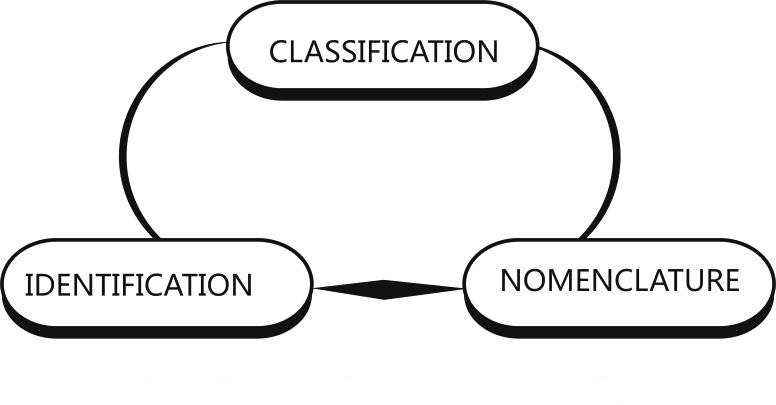 CLASSIFICATION
IDENTIFICATION
NOMENCLATURE